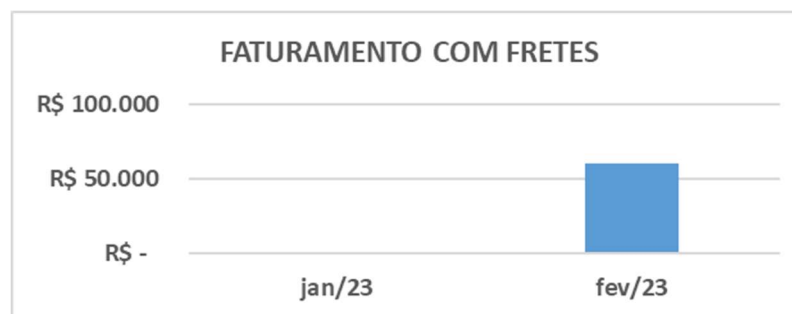 FATURAMENTO COM FRETES
R$ 100.000
R$ 50.000
R$ -
jan/23 fev/23